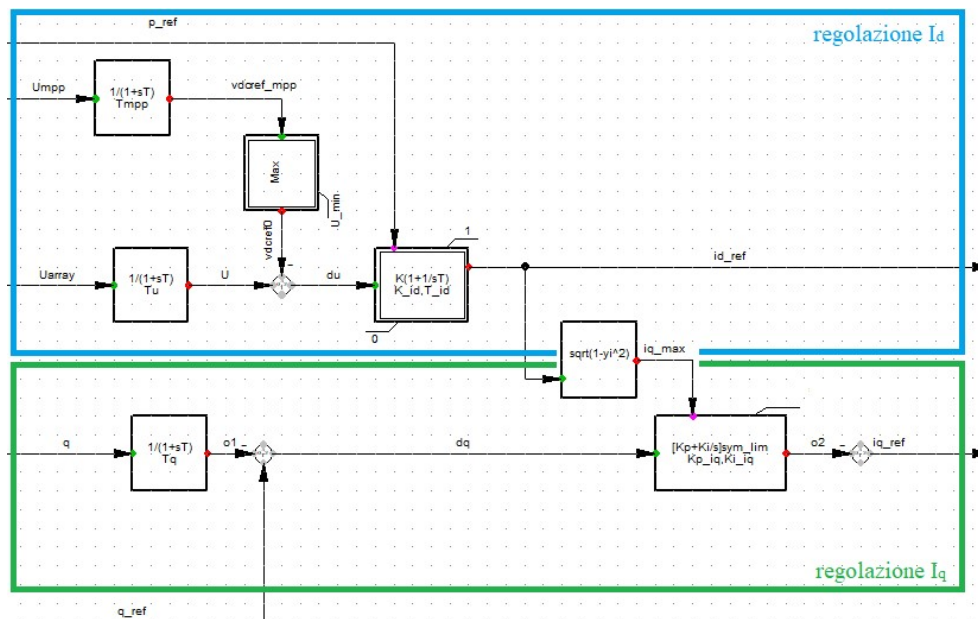 p_ref
regolazione Id
Umpp
1/(1+sT)
Tmpp
vdcref_mpp
Max
U_min
vdcref0
1
Uarray
1/(1+sT)
Tu
U
-
du
K(1+1/sT)
K_id,T_id
0
id_ref
sqrt(1-yi^2)
iq_max
q
1/(1+sT)
Tq
o1
-
dq
[Kp+Ki/s]sym_lim
Kp_iq,Ki_iq
o2
-
iq_ref
regolazione Iq
q_ref